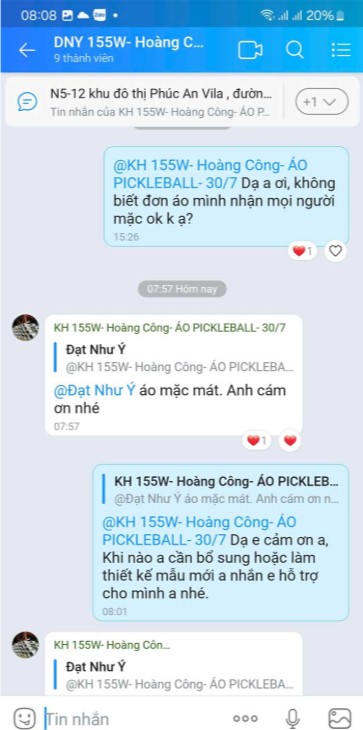 08:08
20%
DNY 155W- Hoàng C...
9 thành viên
N5-12 khu đô thị Phúc An Vila , đườn...
Tin nhắn của KH 155W- Hoàng Công- ÁO P...
+1
@KH 155W- Hoàng Công- ÁO
PICKLEBALL- 30/7 Dạ a ơi, không
biết đơn áo mình nhận mọi người
mặc ok k ạ?
15:26
1
07:57 Hôm nay
KH 155W- Hoàng Công- ÁO PICKLEBALL- 30/7
Đạt Như Ý
@KH 155W- Hoàng Công- ÁO PICKLEBA...
@Đạt Như Ý áo mặc mát. Anh cám
ơn nhé
07:57
1
KH 155W- Hoàng Công- ÁO PICKLEB...
@Đạt Như Ý áo mặc mát. Anh cám ơn n...
@KH 155W- Hoàng Công- ÁO
PICKLEBALL- 30/7 Dạ e cảm ơn a,
Khi nào a cần bổ sung hoặc làm
thiết kế mẫu mới a nhắn e hỗ trợ
cho mình a nhé.
08:01
KH 155W- Hoàng Côn...
Đạt Như Ý
@KH 155W- Hoàng Công- ÁO PICKLEBA...
Tin nhắn